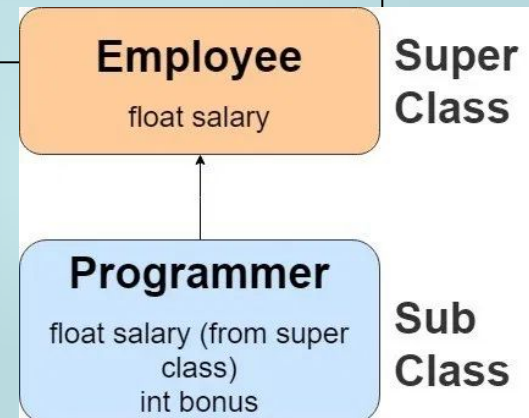 Employee
float salary
Super
Class
Programmer
float salary (from super
class)
int bonus
Sub
Class